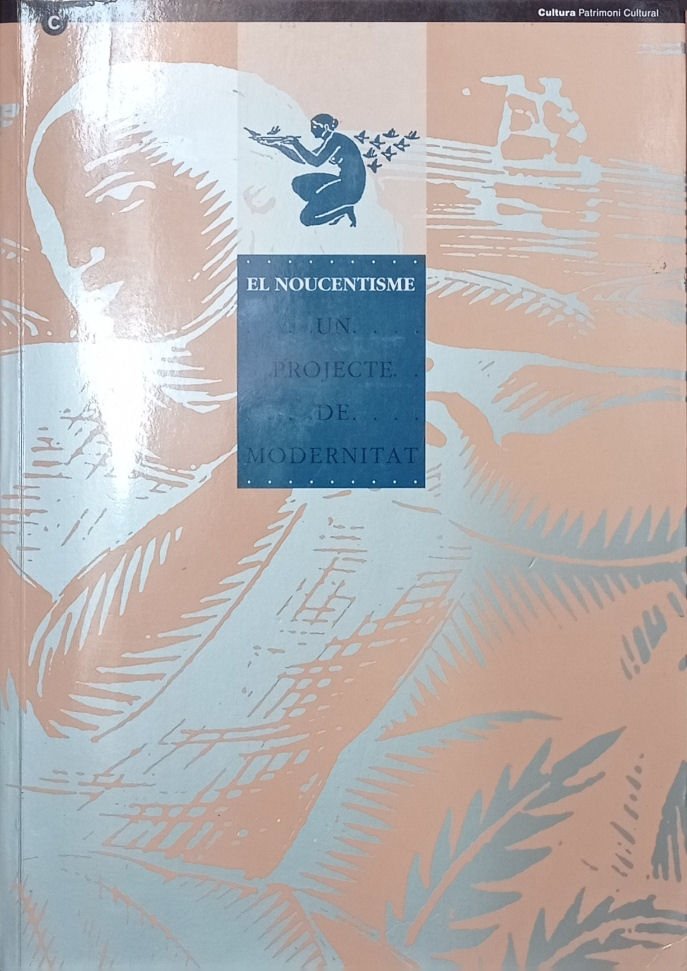 C
Cultura Patrimoni Cultural
EL NOUCENTISME
UN
PROJECTE
DE
MODERNITAT